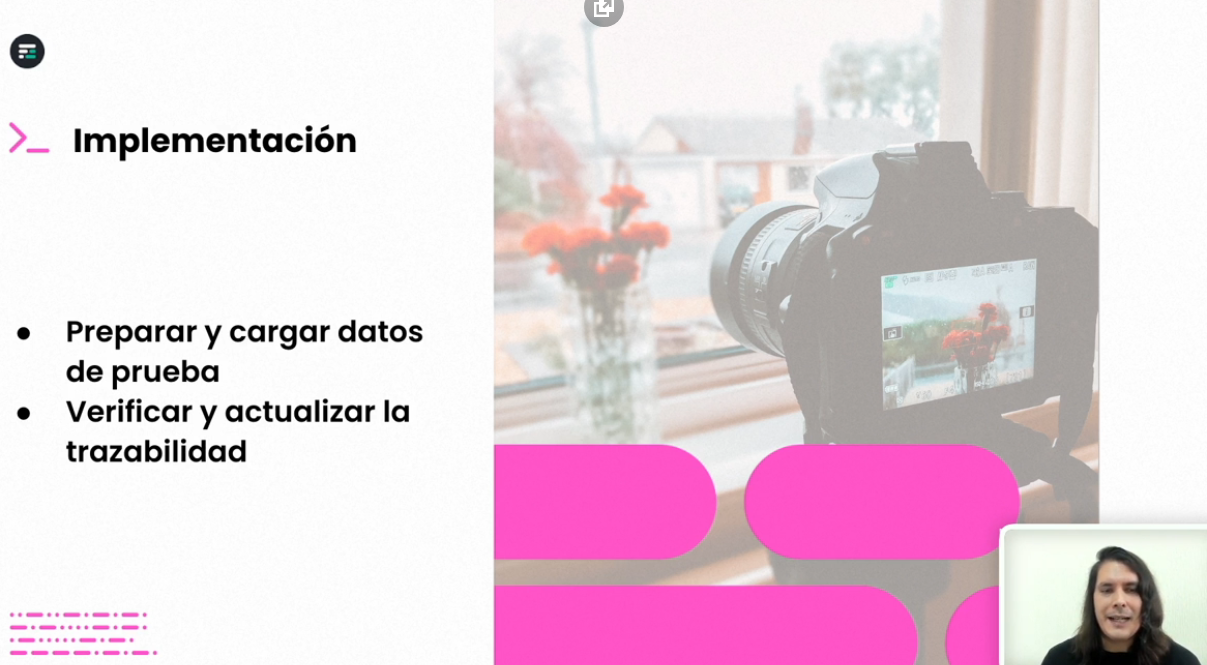 Implementación
● Preparar y cargar datos
de prueba
● Verificar y actualizar la
trazabilidad